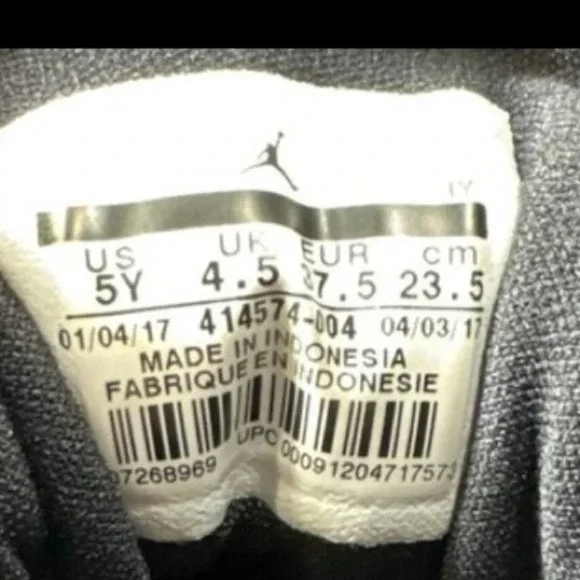 IY
US UK EUR cm
5Y 4.5 37.5 23.5
01/04/17 414574-004 04/03/17
MADE IN INDONESIA
FABRIQUE EN INDONESIE
07268969 UPC 00091204717573